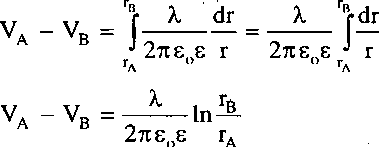 V_A − V_B = ∫_{r_A}^{r_B} λ/(2πε_oε) dr/r = λ/(2πε_oε) ∫_{r_A}^{r_B} dr/r
V_A − V_B = λ/(2πε_oε) ln r_B/r_A